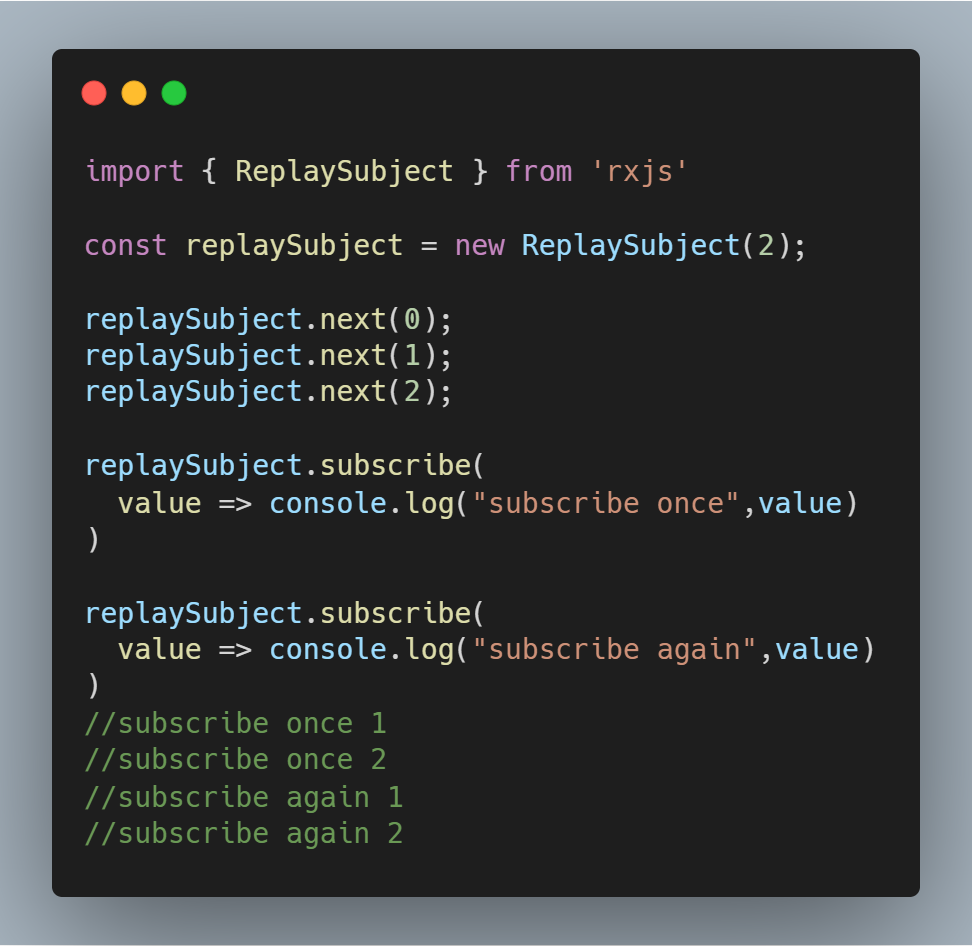 import { ReplaySubject } from 'rxjs'
const replaySubject = new ReplaySubject(2);
replaySubject.next(0);
replaySubject.next(1);
replaySubject.next(2);
replaySubject.subscribe(
  value => console.log("subscribe once",value)
)
replaySubject.subscribe(
  value => console.log("subscribe again",value)
)
//subscribe once 1
//subscribe once 2
//subscribe again 1
//subscribe again 2